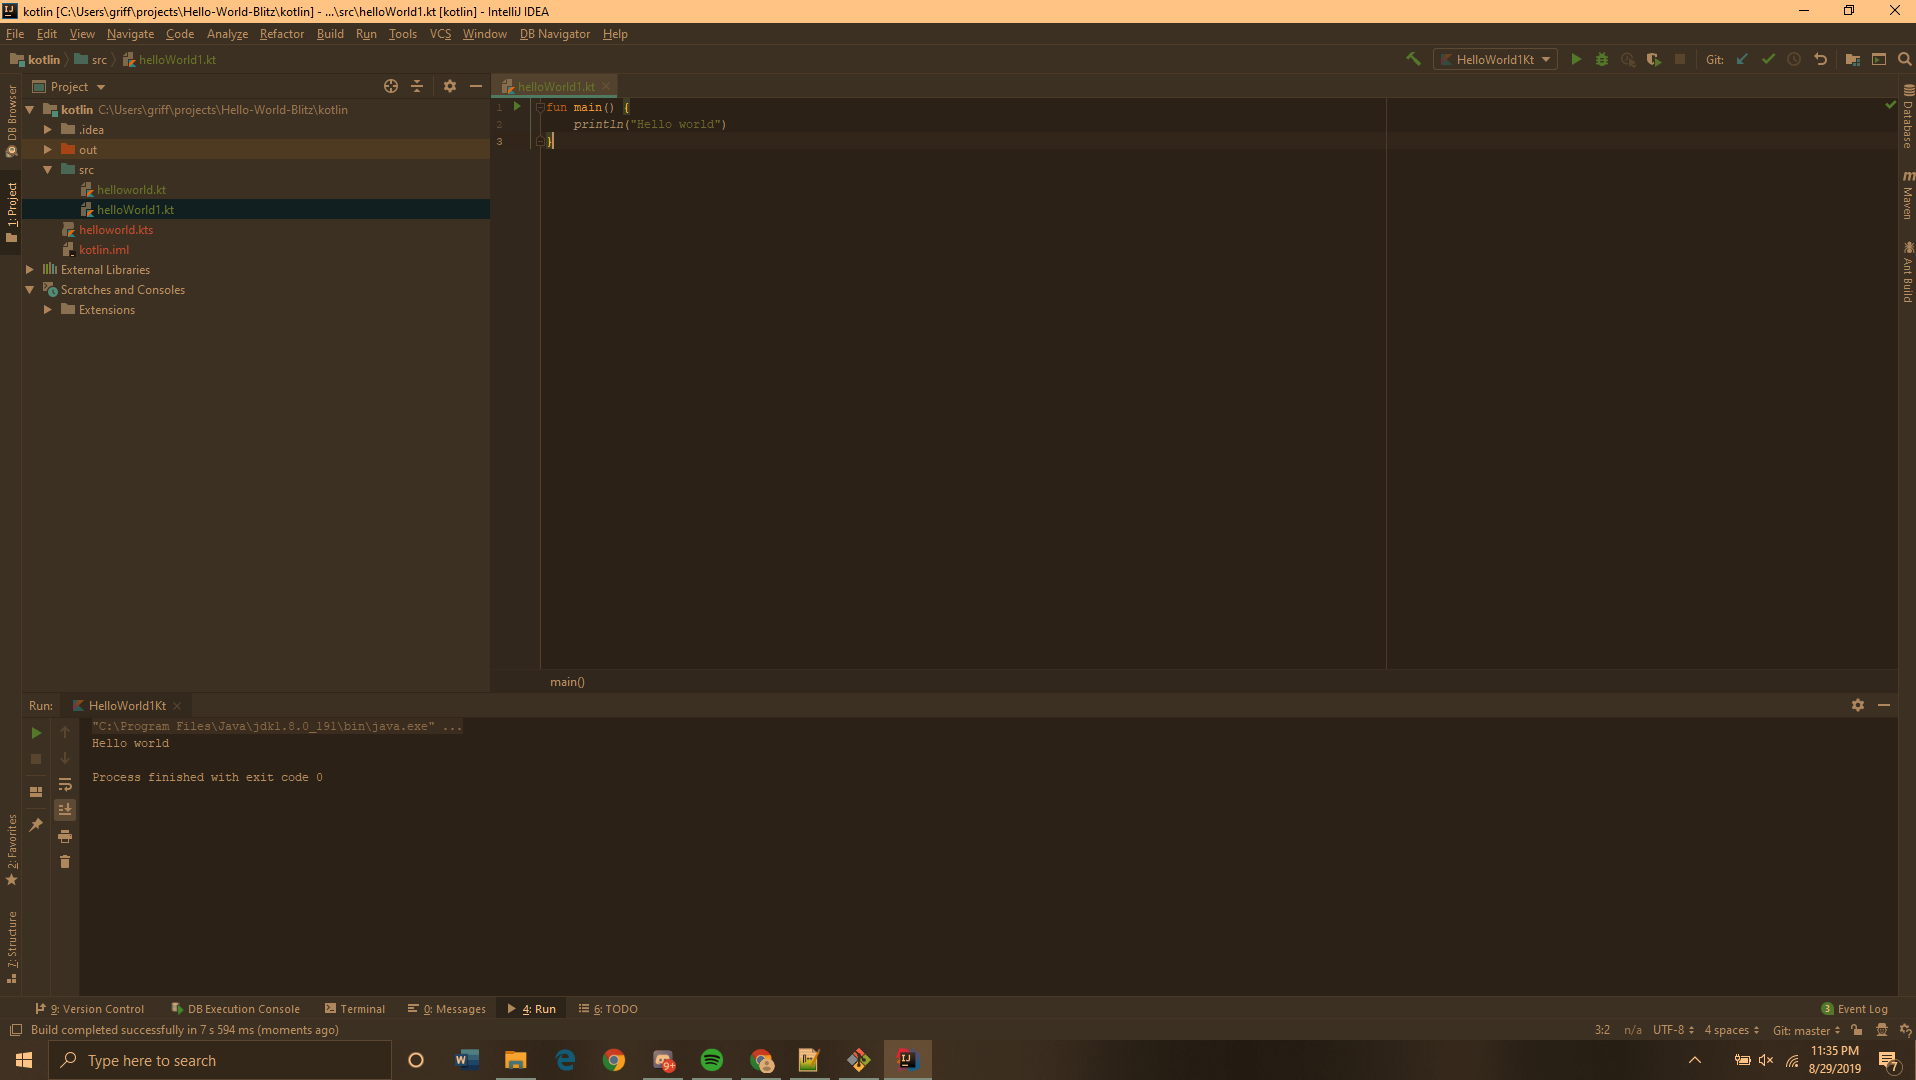 kotlin [C:\Users\griff\projects\Hello-World-Blitz\kotlin] - ...\src\helloWorld1.kt [kotlin] - IntelliJ IDEA
File Edit View Navigate Code Analyze Refactor Build Run Tools VCS Window DB Navigator Help
kotlin src helloWorld1.kt
HelloWorld1Kt Git:
Project
helloWorld1.kt
kotlin C:\Users\griff\projects\Hello-World-Blitz\kotlin
.idea
out
src
helloworld.kt
helloWorld1.kt
helloworld.kts
kotlin.iml
External Libraries
Scratches and Consoles
Extensions
DB Browser
1: Project
2: Favorites
7: Structure
1 fun main() {
2 println("Hello world")
3 }
main()
Database
Maven
Ant Build
Run: HelloWorld1Kt
"C:\Program Files\Java\jdk1.8.0_191\bin\java.exe" ...
Hello world
Process finished with exit code 0
9: Version Control DB Execution Console Terminal 0: Messages 4: Run 6: TODO 3 Event Log
Build completed successfully in 7 s 594 ms (moments ago) 3:2 n/a UTF-8 4 spaces Git: master
Type here to search
9+
11:35 PM
8/29/2019
7